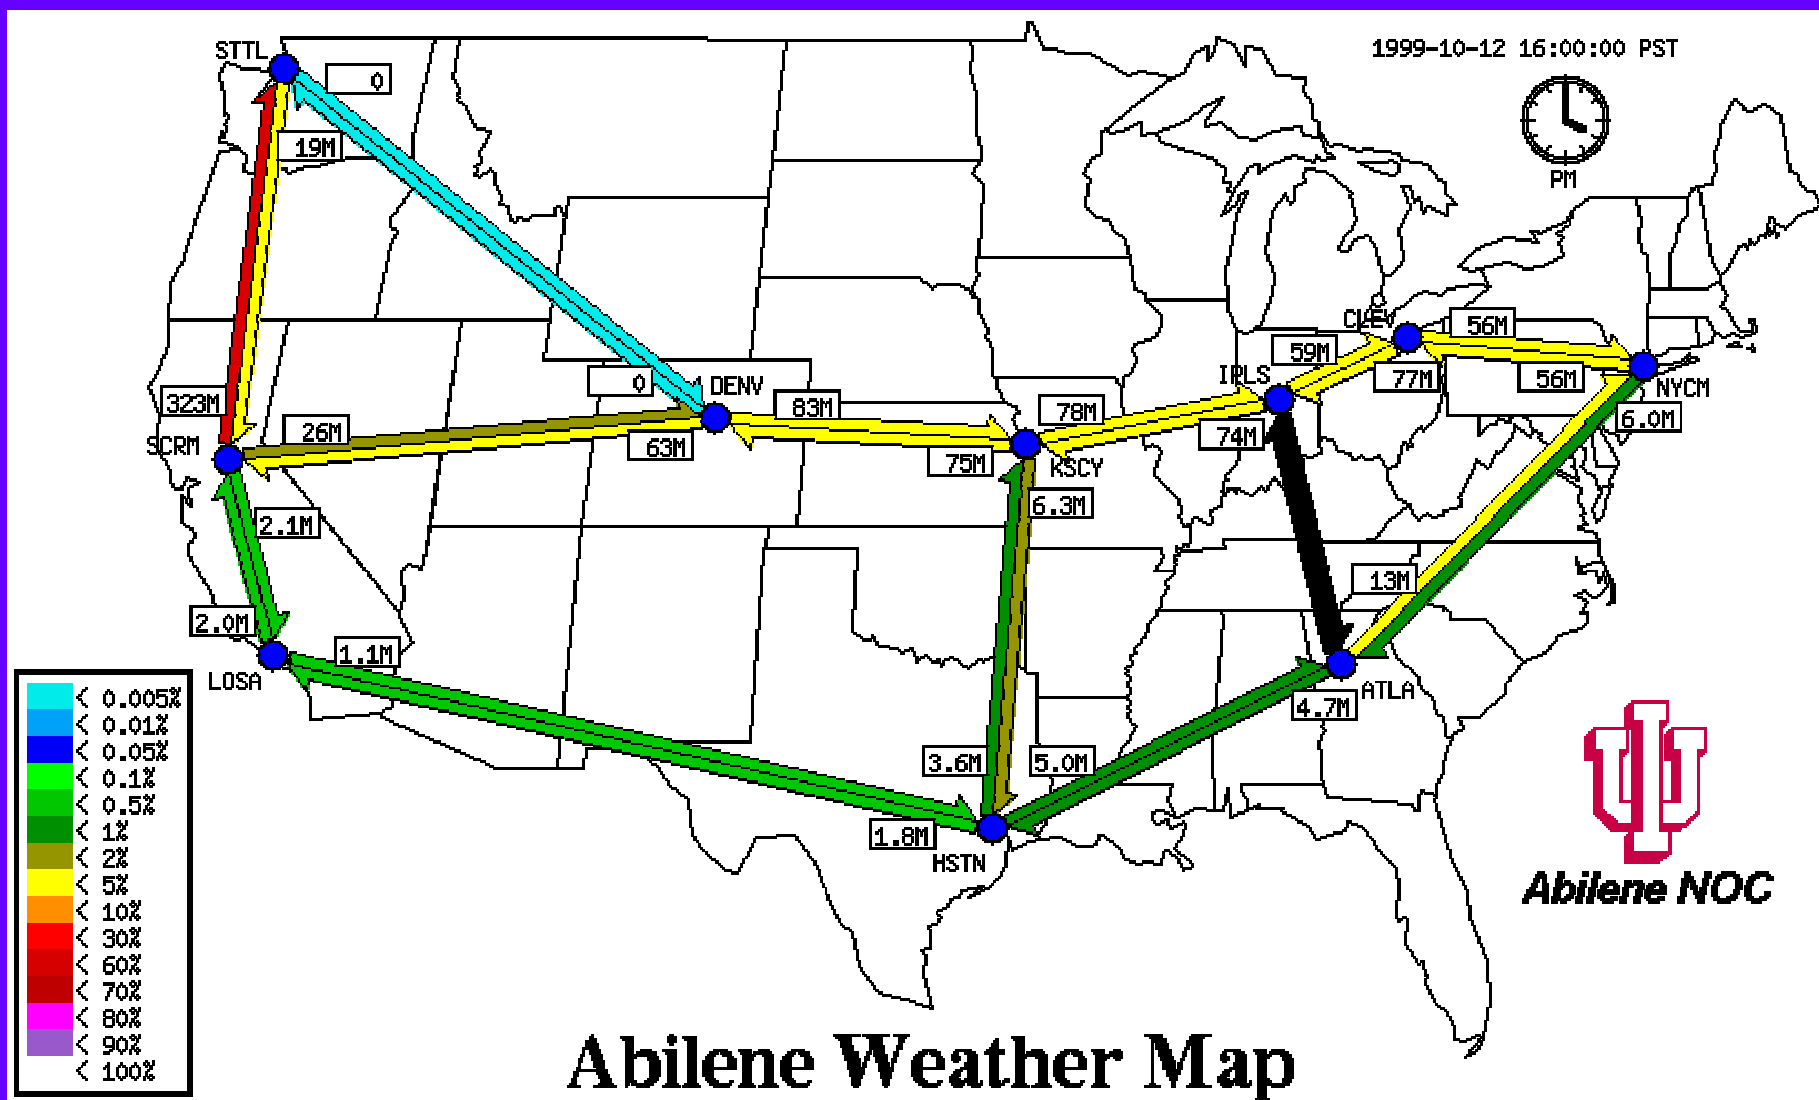 STTL
0
1999-10-12 16:00:00 PST
19M
PM
CLEV
56M
59M
IPLS
77M
56M
NYCM
0
DENV
323M
83M
78M
6.0M
26M
SCRM
63M
74M
75M
KSCY
6.3M
2.1M
13M
2.0M
1.1M
LOSA
ATLA
4.7M
3.6M
5.0M
1.8M
HSTN
< 0.005%
< 0.01%
< 0.05%
< 0.1%
< 0.5%
< 1%
< 2%
< 5%
< 10%
< 30%
< 60%
< 70%
< 80%
< 90%
< 100%
Abilene NOC
Abilene Weather Map